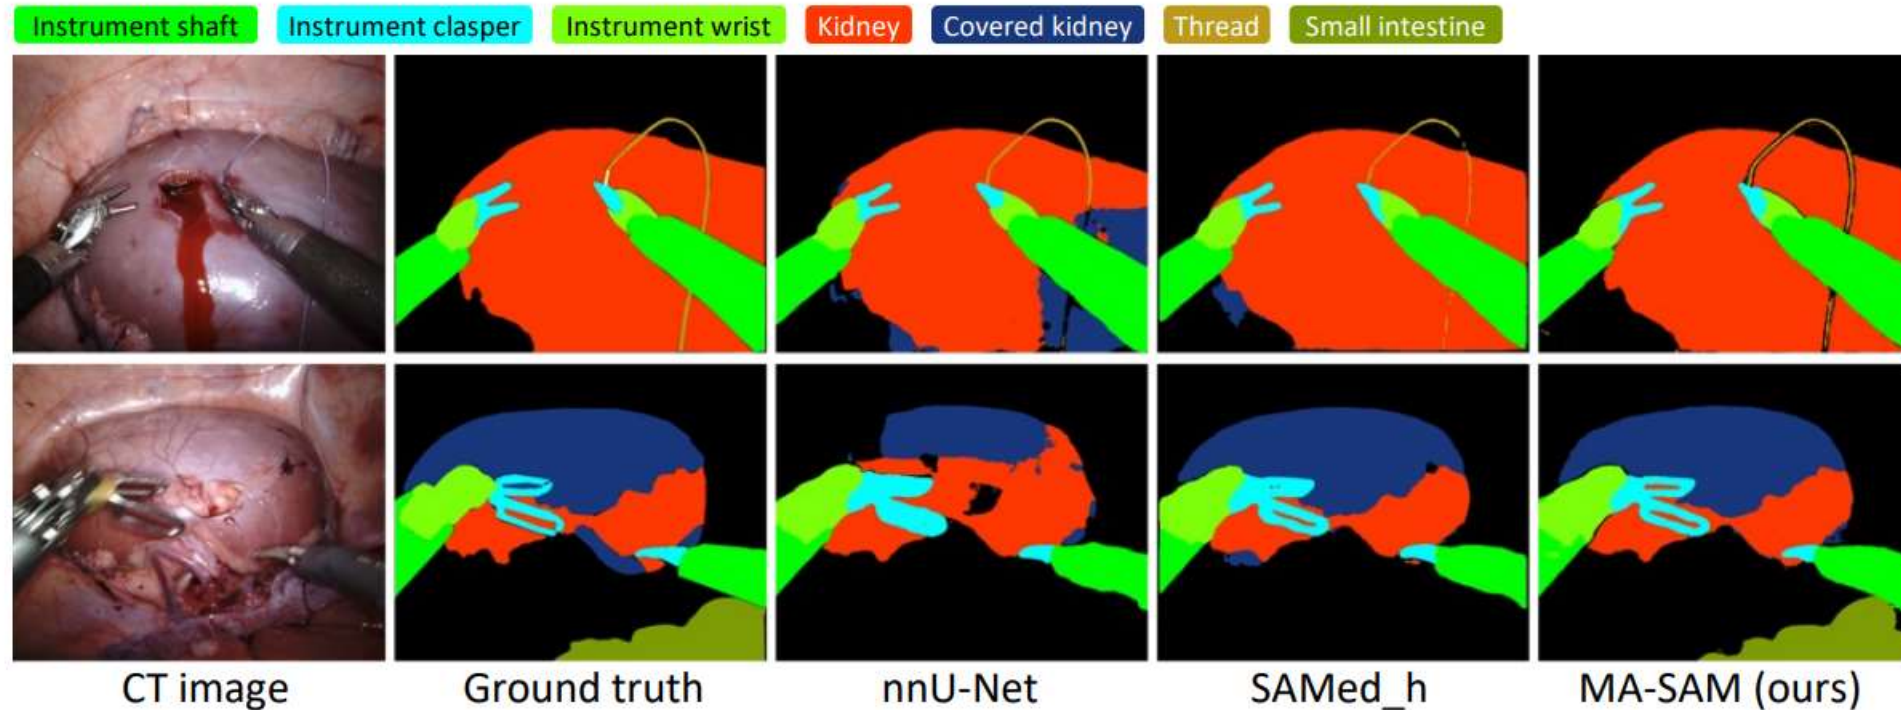 Instrument shaft Instrument clasper Instrument wrist Kidney Covered kidney Thread Small intestine
CT image Ground truth nnU-Net SAMed_h MA-SAM (ours)